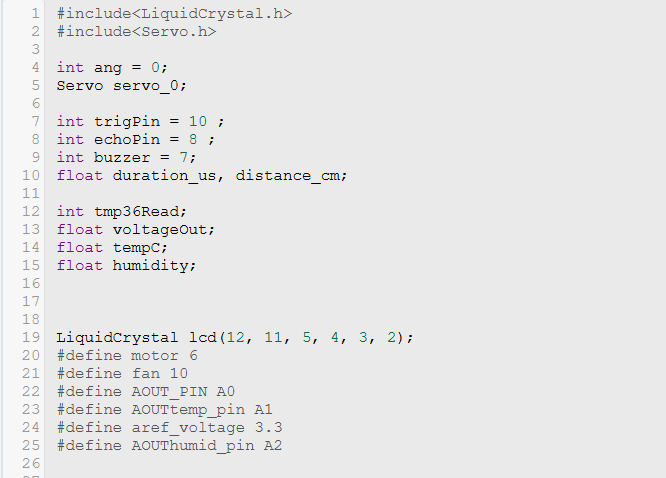 1 #include<LiquidCrystal.h>
2 #include<Servo.h>
3
4 int ang = 0;
5 Servo servo_0;
6
7 int trigPin = 10 ;
8 int echoPin = 8 ;
9 int buzzer = 7;
10 float duration_us, distance_cm;
11
12 int tmp36Read;
13 float voltageOut;
14 float tempC;
15 float humidity;
16
17
18
19 LiquidCrystal lcd(12, 11, 5, 4, 3, 2);
20 #define motor 6
21 #define fan 10
22 #define AOUT_PIN A0
23 #define AOUTtemp_pin A1
24 #define aref_voltage 3.3
25 #define AOUThumid_pin A2
26